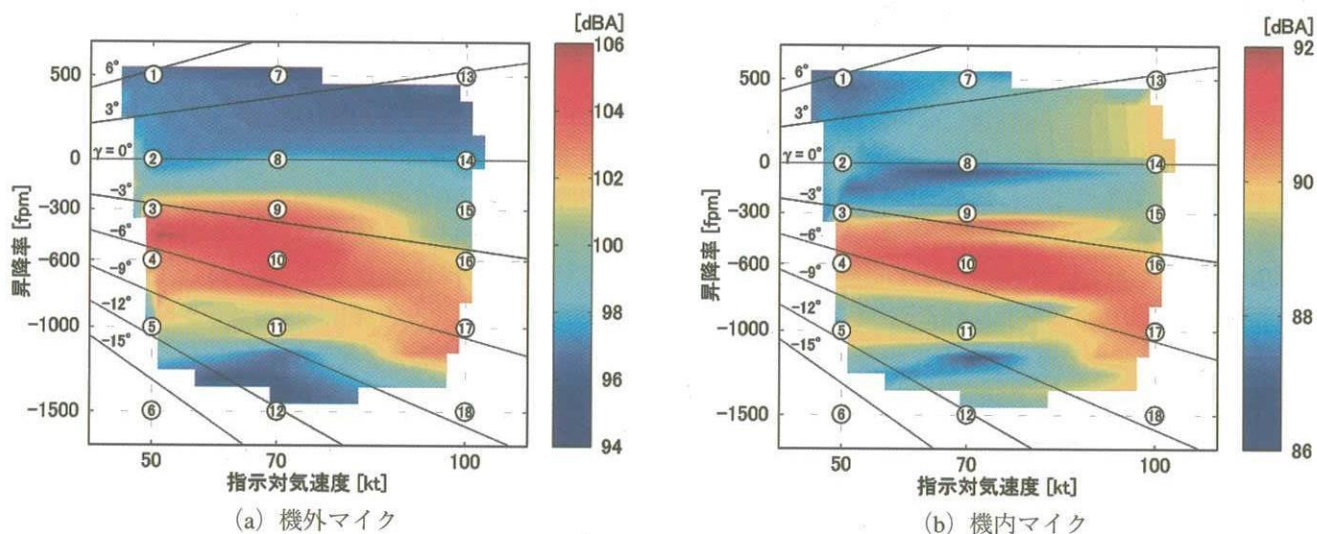 [dBA]
106
104
102
100
98
96
94
500
0
-300
-600
-1000
-1500
昇降率 [fpm]
6°
3°
γ = 0°
-3°
-6°
-9°
-12°
-15°
① ⑦ ⑬
② ⑧ ⑭
③ ⑨ ⑮
④ ⑩ ⑯
⑤ ⑪ ⑰
⑥ ⑫ ⑱
50 70 100
指示対気速度 [kt]
(a) 機外マイク
[dBA]
92
90
88
86
500
0
-300
-600
-1000
-1500
昇降率 [fpm]
6°
3°
γ = 0°
-3°
-6°
-9°
-12°
-15°
① ⑦ ⑬
② ⑧ ⑭
③ ⑨ ⑮
④ ⑩ ⑯
⑤ ⑪ ⑰
⑥ ⑫ ⑱
50 70 100
指示対気速度 [kt]
(b) 機内マイク